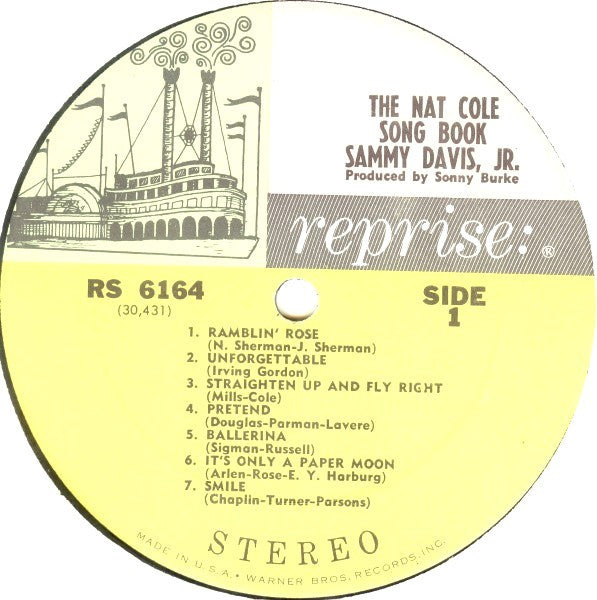 THE NAT COLE
SONG BOOK
SAMMY DAVIS, JR.
Produced by Sonny Burke
reprise:®
RS 6164
(30,431)
SIDE
1
1. RAMBLIN' ROSE
(N. Sherman-J. Sherman)
2. UNFORGETTABLE
(Irving Gordon)
3. STRAIGHTEN UP AND FLY RIGHT
(Mills-Cole)
4. PRETEND
(Douglas-Parman-Lavere)
5. BALLERINA
(Sigman-Russell)
6. IT'S ONLY A PAPER MOON
(Arlen-Rose-E. Y. Harburg)
7. SMILE
(Chaplin-Turner-Parsons)
STEREO
MADE IN U.S.A. • WARNER BROS. RECORDS, INC.